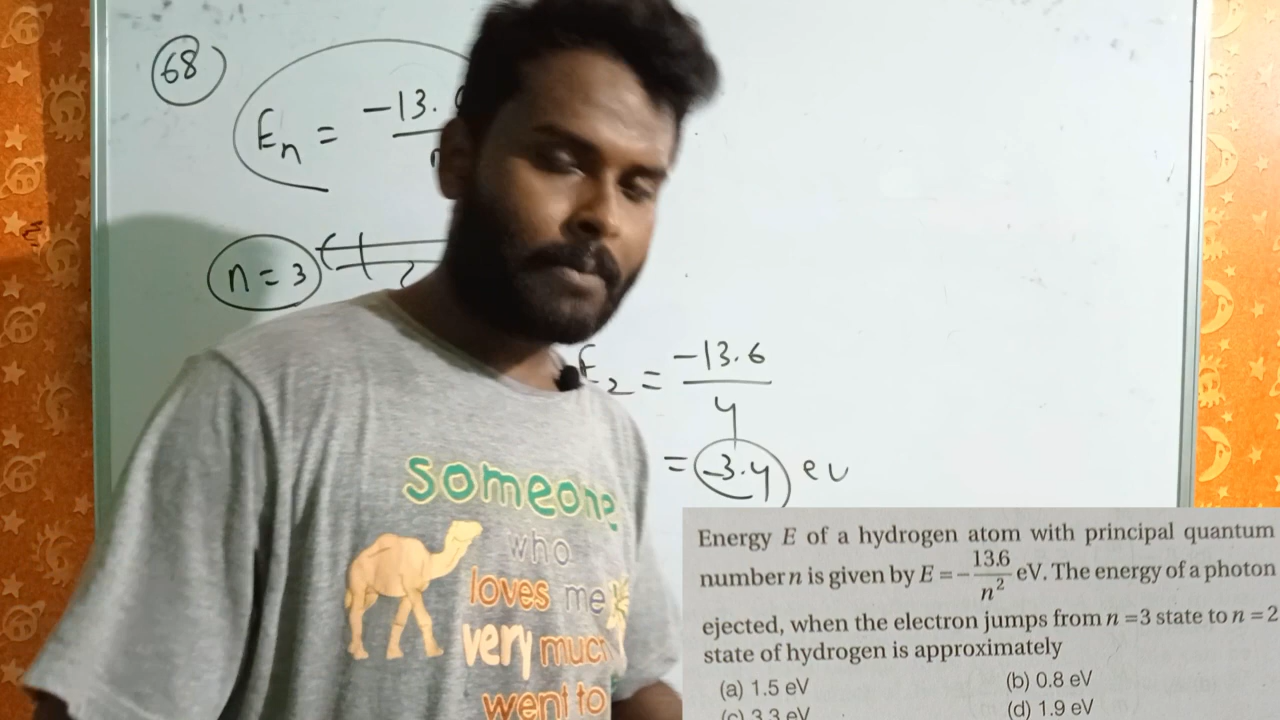 68
En = -13.
n = 3
E2 = -13.6
4
= -3.4 ev
someone
who
loves me
very much
went to
Energy E of a hydrogen atom with principal quantum
number n is given by E = - 13.6/n² eV. The energy of a photon
ejected, when the electron jumps from n =3 state to n = 2
state of hydrogen is approximately
(a) 1.5 eV (b) 0.8 eV
(c) 3.3 eV (d) 1.9 eV